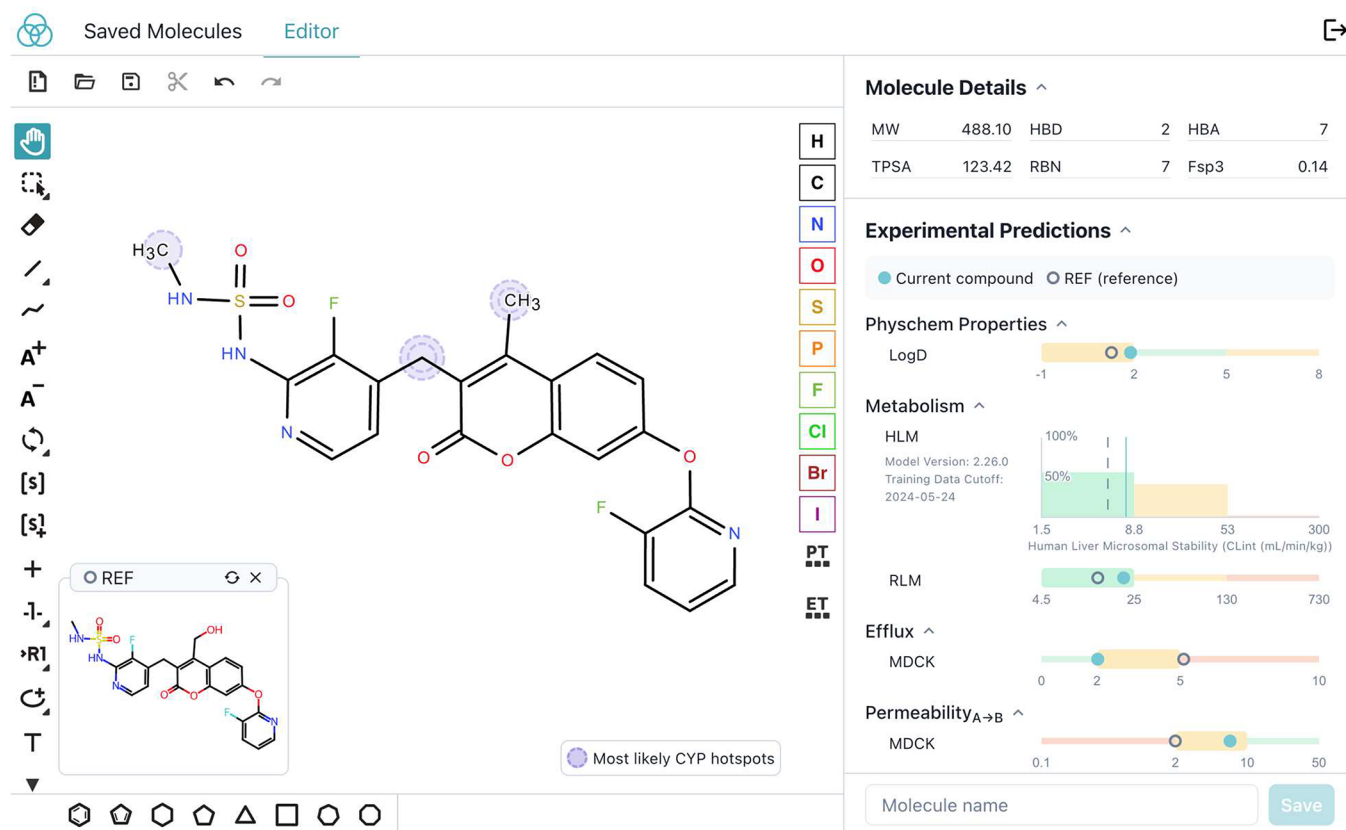 Saved Molecules
Editor
Molecule Details
MW 488.10 HBD 2 HBA 7
TPSA 123.42 RBN 7 Fsp3 0.14
Experimental Predictions
Current compound REF (reference)
Physchem Properties
LogD
-1 2 5 8
Metabolism
HLM
Model Version: 2.26.0
Training Data Cutoff:
2024-05-24
100%
50%
1.5 8.8 53 300
Human Liver Microsomal Stability (CLint (mL/min/kg))
RLM
4.5 25 130 730
Efflux
MDCK
0 2 5 10
PermeabilityA→B
MDCK
0.1 2 10 50
Molecule name
Save
H
C
N
O
S
P
F
Cl
Br
I
PT
ET
A+
A-
[s]
[s]+
R1
T
H3C
O
HN
S
O
F
CH3
HN
N
O
O
O
F
N
REF
OH
O
HN
S
O
F
HN
N
O
O
O
F
N
Most likely CYP hotspots